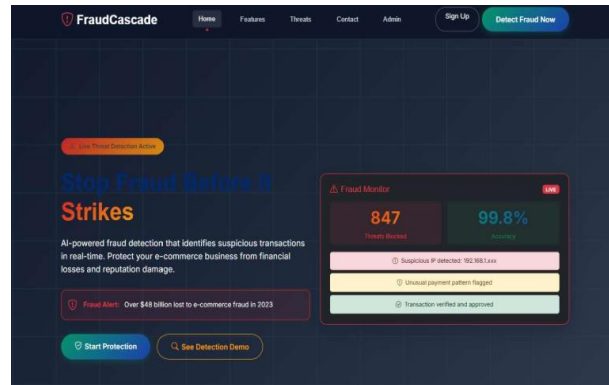 FraudCascade
Home Features Threats Contact Admin Sign Up Detect Fraud Now
Live Threat Detection Active
Stop Fraud Before It
Strikes
AI-powered fraud detection that identifies suspicious transactions
in real-time. Protect your e-commerce business from financial
losses and reputation damage.
Fraud Alert: Over $48 billion lost to e-commerce fraud in 2023
Start Protection See Detection Demo
Fraud Monitor LIVE
847 99.8%
Threats Blocked Accuracy
Suspicious IP detected: 192.168.1.xxx
Unusual payment pattern flagged
Transaction verified and approved